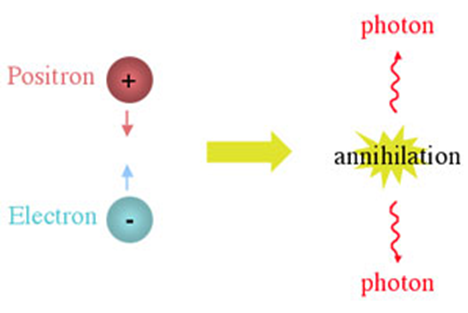 photon
Positron
+
annihilation
Electron
-
photon